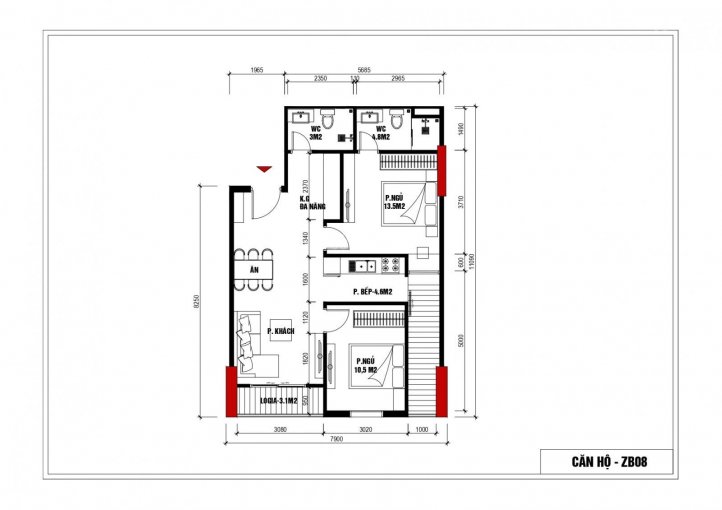 1965
5685
2350
110
2965
WC
3M2
WC
4.8M2
1490
2370
K.G
ĐA NĂNG
P.NGỦ
13.5M2
3710
11090
8250
1340
ĂN
1600
P. BẾP-4.6M2
600
1120
P. KHÁCH
1820
P.NGỦ
10,5 M2
5000
LOGIA-3.1M2
950
3080
3020
1000
7900
CĂN HỘ - ZB08